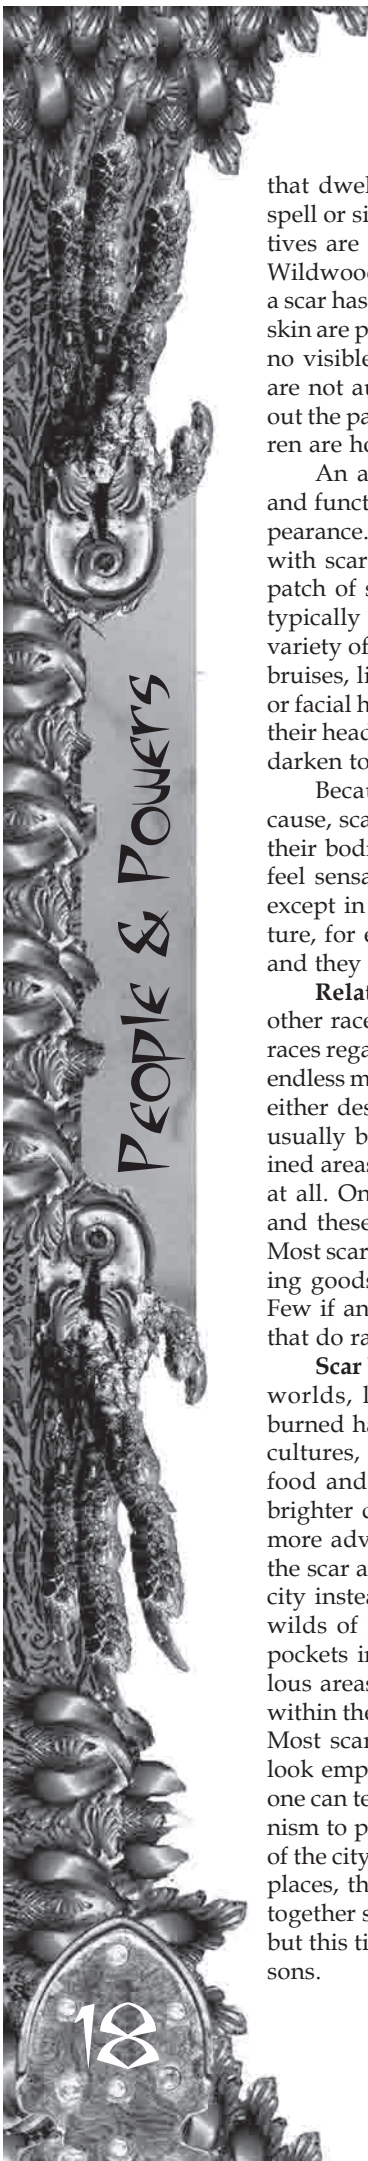 that dwel
spell or si
tives are
Wildwood
a scar has
skin are p
no visible
are not au
out the pa
ren are ho
An a
and funct
pearance.
with scar
patch of s
typically
variety of
bruises, li
or facial h
their head
darken to
Becau
cause, sca
their bodi
feel sensa
except in
ture, for e
and they
Relat
other race
races rega
endless m
either des
usually b
ined areas
at all. On
and these
Most scar
ing goods
Few if an
that do ra
Scar
worlds, l
burned ha
cultures,
food and
brighter c
more adv
the scar a
city instea
wilds of
pockets in
lous areas
within the
Most scar
look emp
one can te
nism to p
of the city
places, th
together s
but this ti
sons.
People & Powers
18